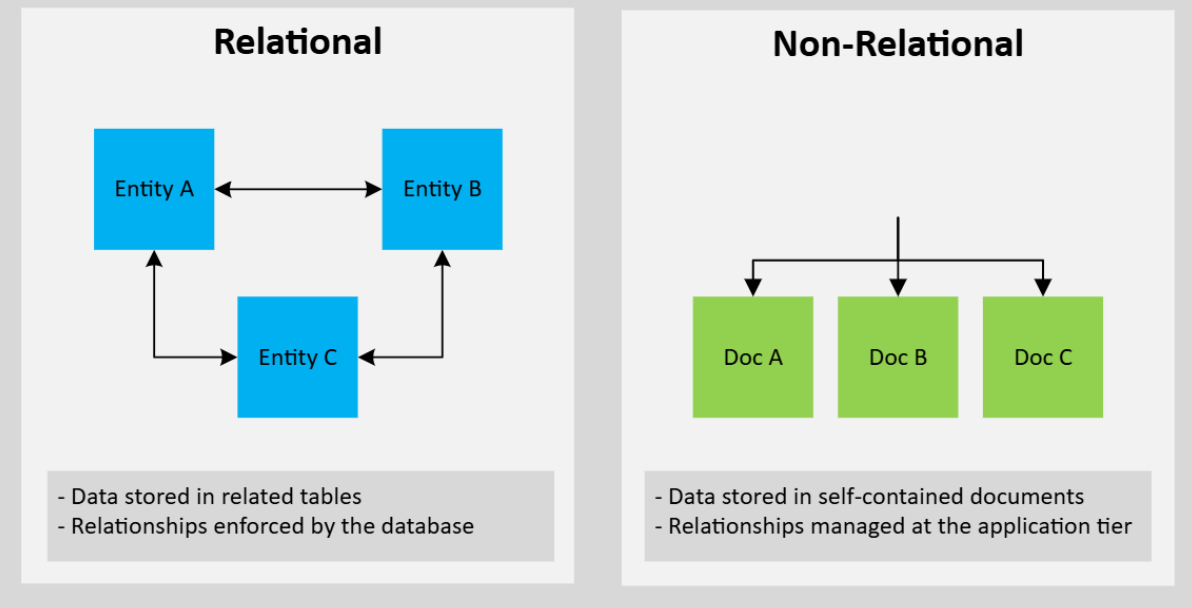 Relational
Entity A
Entity B
Entity C
- Data stored in related tables
- Relationships enforced by the database
Non-Relational
Doc A
Doc B
Doc C
- Data stored in self-contained documents
- Relationships managed at the application tier